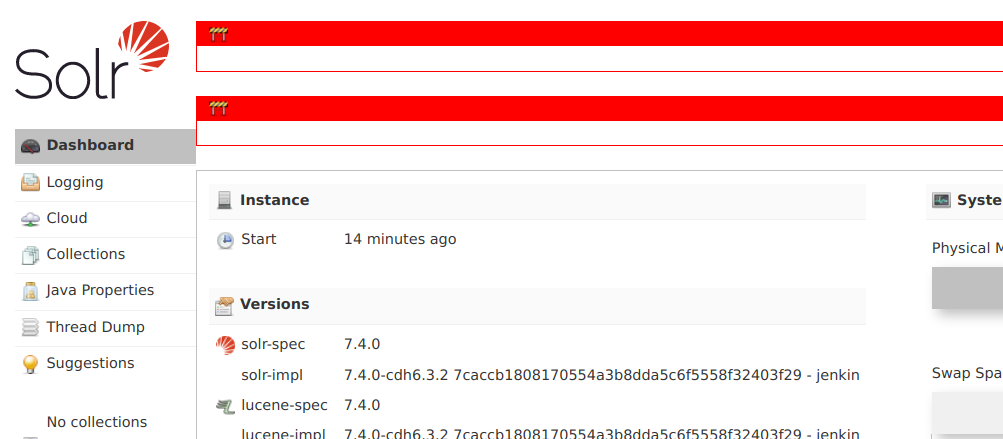 Solr
Dashboard
Logging
Cloud
Collections
Java Properties
Thread Dump
Suggestions
No collections
Instance
Start 14 minutes ago
Versions
solr-spec 7.4.0
solr-impl 7.4.0-cdh6.3.2 7caccb1808170554a3b8dda5c6f5558f32403f29 - jenkin
lucene-spec 7.4.0
lucene-impl 7.4.0-cdh6.3.2 7caccb1808170554a3b8dda5c6f5558f32403f29 - jenkin
Syste
Physical M
Swap Spa